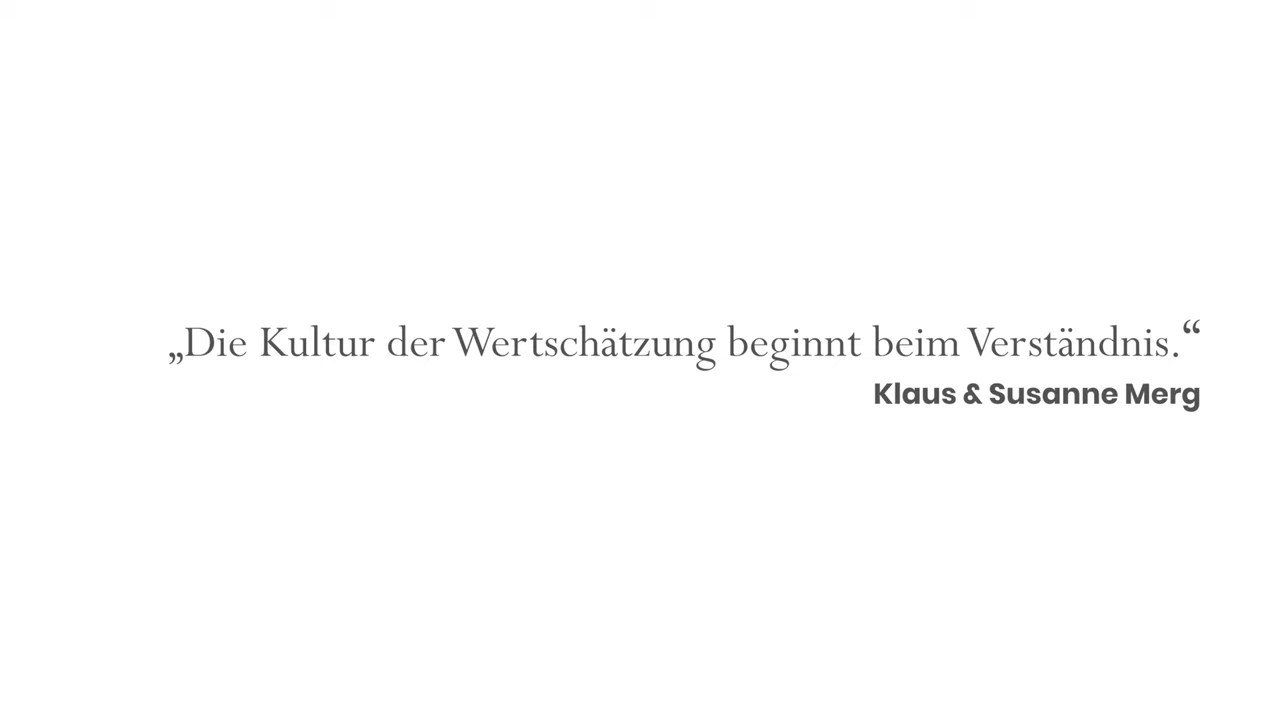 „Die Kultur der Wertschätzung beginnt beim Verständnis.“
Klaus & Susanne Merg